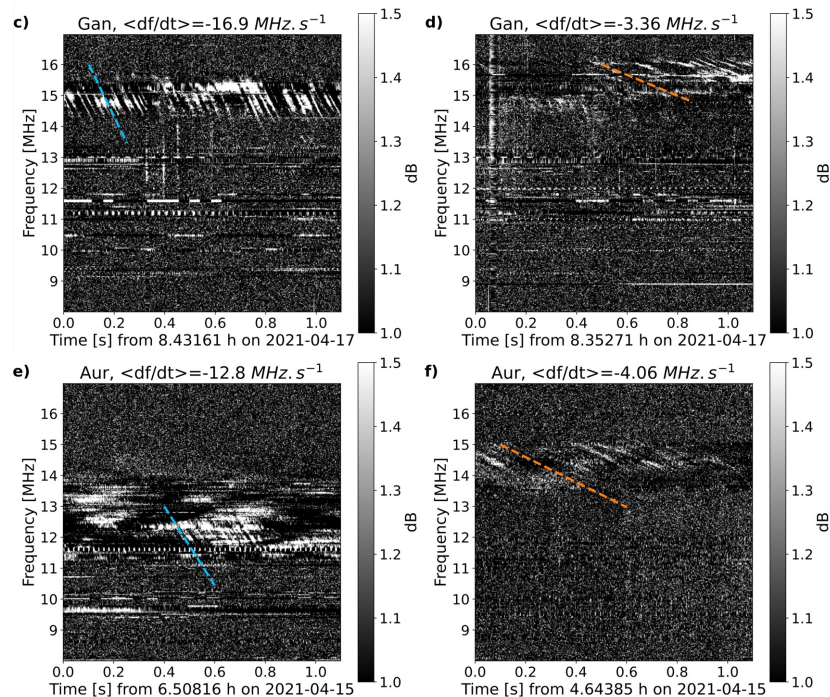 c) Gan, <df/dt>=-16.9 MHz.s⁻¹
16
15
14
13
12
11
10
9
Frequency [MHz]
0.0 0.2 0.4 0.6 0.8 1.0
Time [s] from 8.43161 h on 2021-04-17
1.5
1.4
1.3
1.2
1.1
1.0
dB
d) Gan, <df/dt>=-3.36 MHz.s⁻¹
16
15
14
13
12
11
10
9
Frequency [MHz]
0.0 0.2 0.4 0.6 0.8 1.0
Time [s] from 8.35271 h on 2021-04-17
1.5
1.4
1.3
1.2
1.1
1.0
dB
e) Aur, <df/dt>=-12.8 MHz.s⁻¹
16
15
14
13
12
11
10
9
Frequency [MHz]
0.0 0.2 0.4 0.6 0.8 1.0
Time [s] from 6.50816 h on 2021-04-15
1.5
1.4
1.3
1.2
1.1
1.0
dB
f) Aur, <df/dt>=-4.06 MHz.s⁻¹
16
15
14
13
12
11
10
9
Frequency [MHz]
0.0 0.2 0.4 0.6 0.8 1.0
Time [s] from 4.64385 h on 2021-04-15
1.5
1.4
1.3
1.2
1.1
1.0
dB